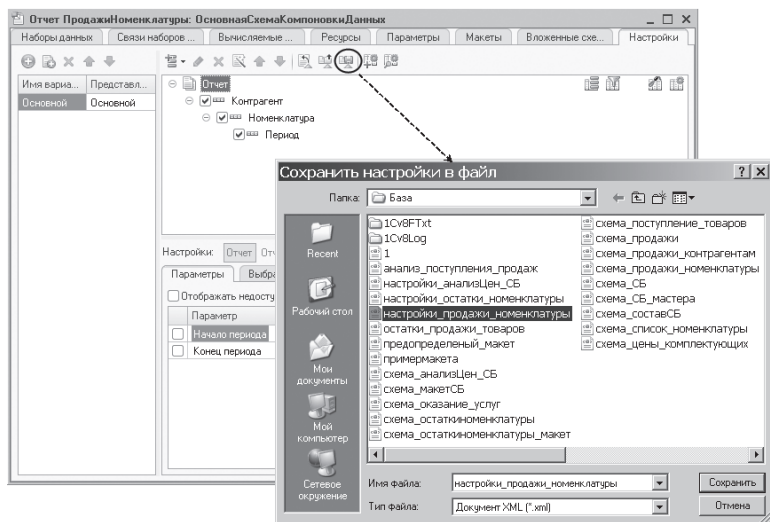 Отчет ПродажиНоменклатуры: ОсновнаяСхемаКомпоновкиДанных
Наборы данных Связи наборов ... Вычисляемые ... Ресурсы Параметры Макеты Вложенные схе... Настройки
Имя вариа... Представл...
Основной Основной
Отчет
Контрагент
Номенклатура
Период
Настройки: Отчет
Параметры
Отображать недосту
Параметр
Начало периода
Конец периода
Сохранить настройки в файл
Папка: База
Recent
Рабочий стол
Мои документы
Мой компьютер
Сетевое окружение
1Cv8FTxt
1Cv8Log
1
анализ_поступления_продаж
настройки_анализЦен_СБ
настройки_остатки_номенклатуры
настройки_продажи_номенклатуры
остатки_продажи_товаров
предопределеный_макет
примермакета
схема_анализЦен_СБ
схема_макетСБ
схема_оказание_услуг
схема_остаткиноменклатуры
схема_остаткиноменклатуры_макет
схема_поступление_товаров
схема_продажи
схема_продажи_контрагентам
схема_продажи_номенклатуры
схема_СБ
схема_СБ_мастера
схема_составСБ
схема_список_номенклатуры
схема_цены_комплектующих
Имя файла: настройки_продажи_номенклатуры Сохранить
Тип файла: Документ XML (*.xml) Отмена